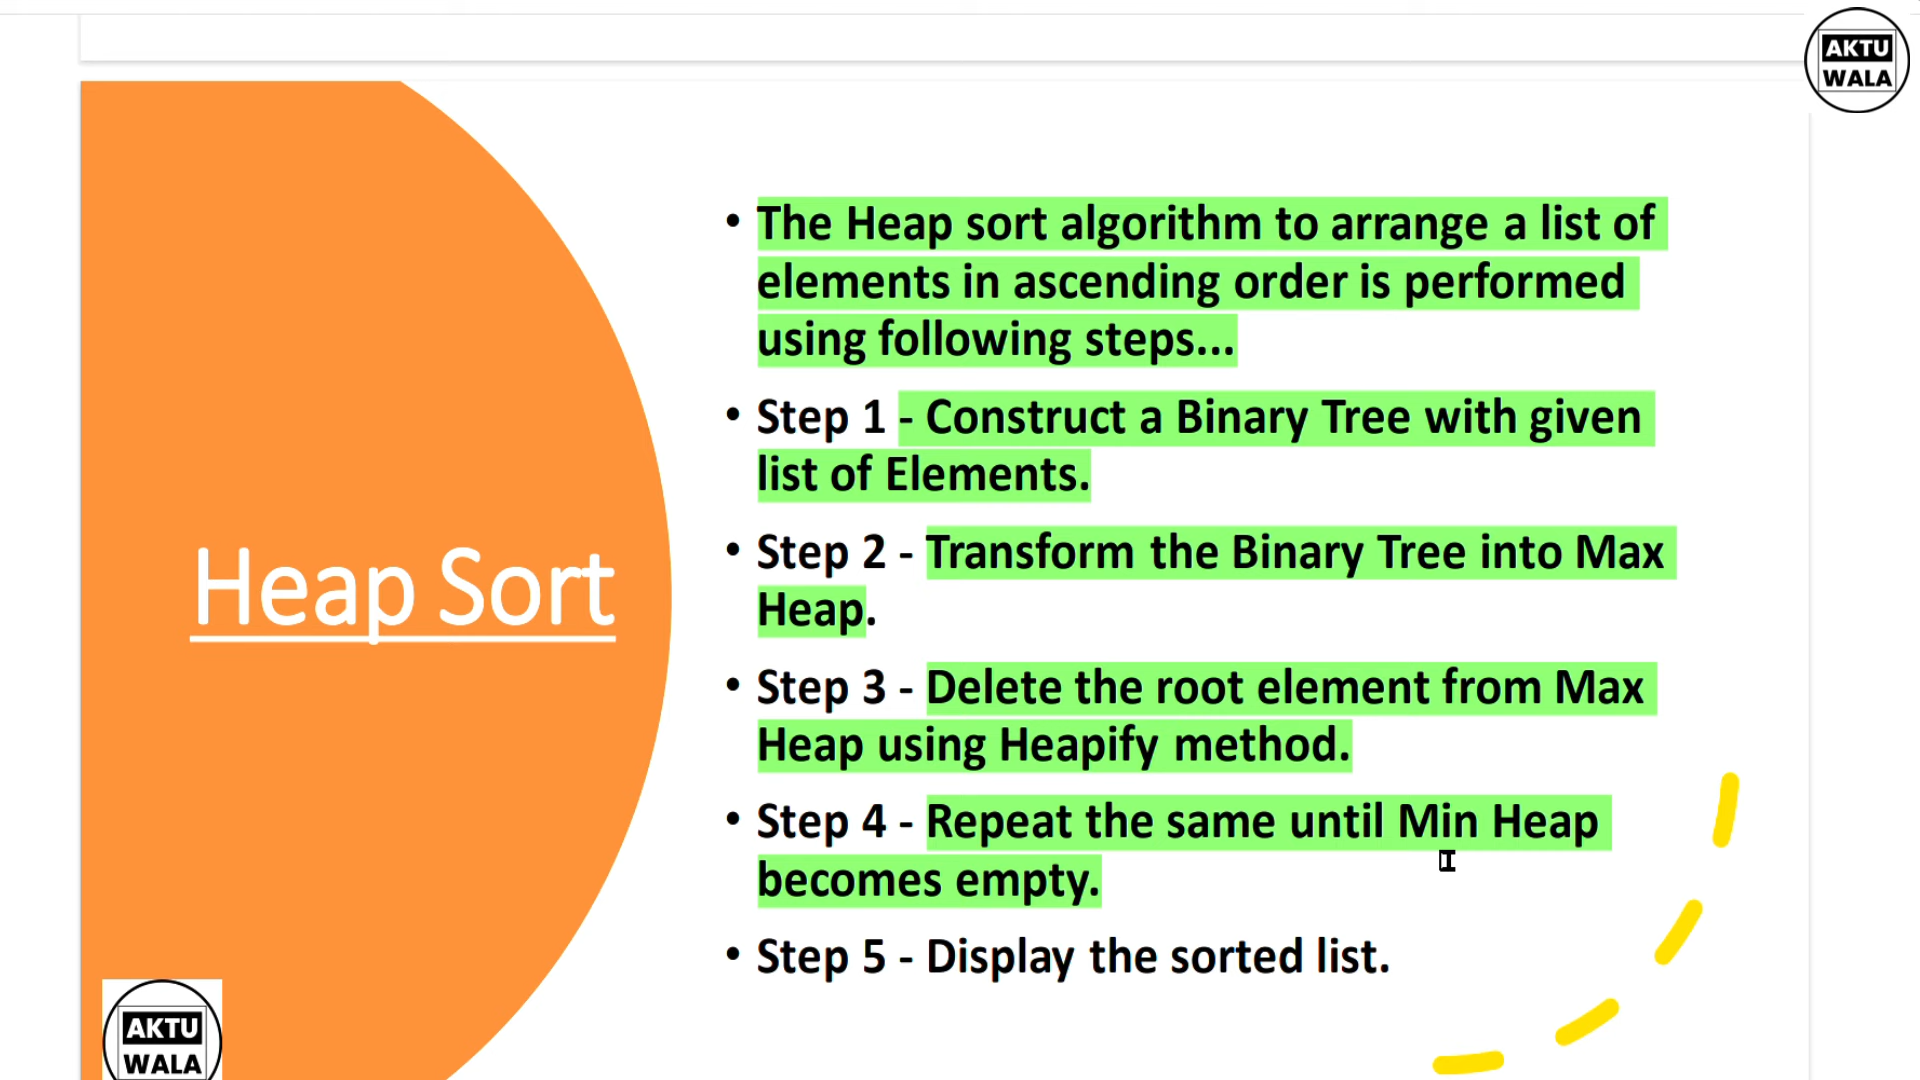 AKTU
WALA
Heap Sort
• The Heap sort algorithm to arrange a list of
elements in ascending order is performed
using following steps...
• Step 1 - Construct a Binary Tree with given
list of Elements.
• Step 2 - Transform the Binary Tree into Max
Heap.
• Step 3 - Delete the root element from Max
Heap using Heapify method.
• Step 4 - Repeat the same until Min Heap
becomes empty.
• Step 5 - Display the sorted list.
AKTU
WALA